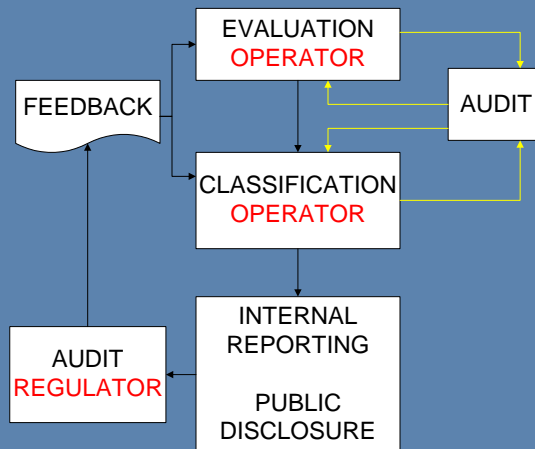 EVALUATION
OPERATOR
FEEDBACK
AUDIT
CLASSIFICATION
OPERATOR
INTERNAL
REPORTING
PUBLIC
DISCLOSURE
AUDIT
REGULATOR